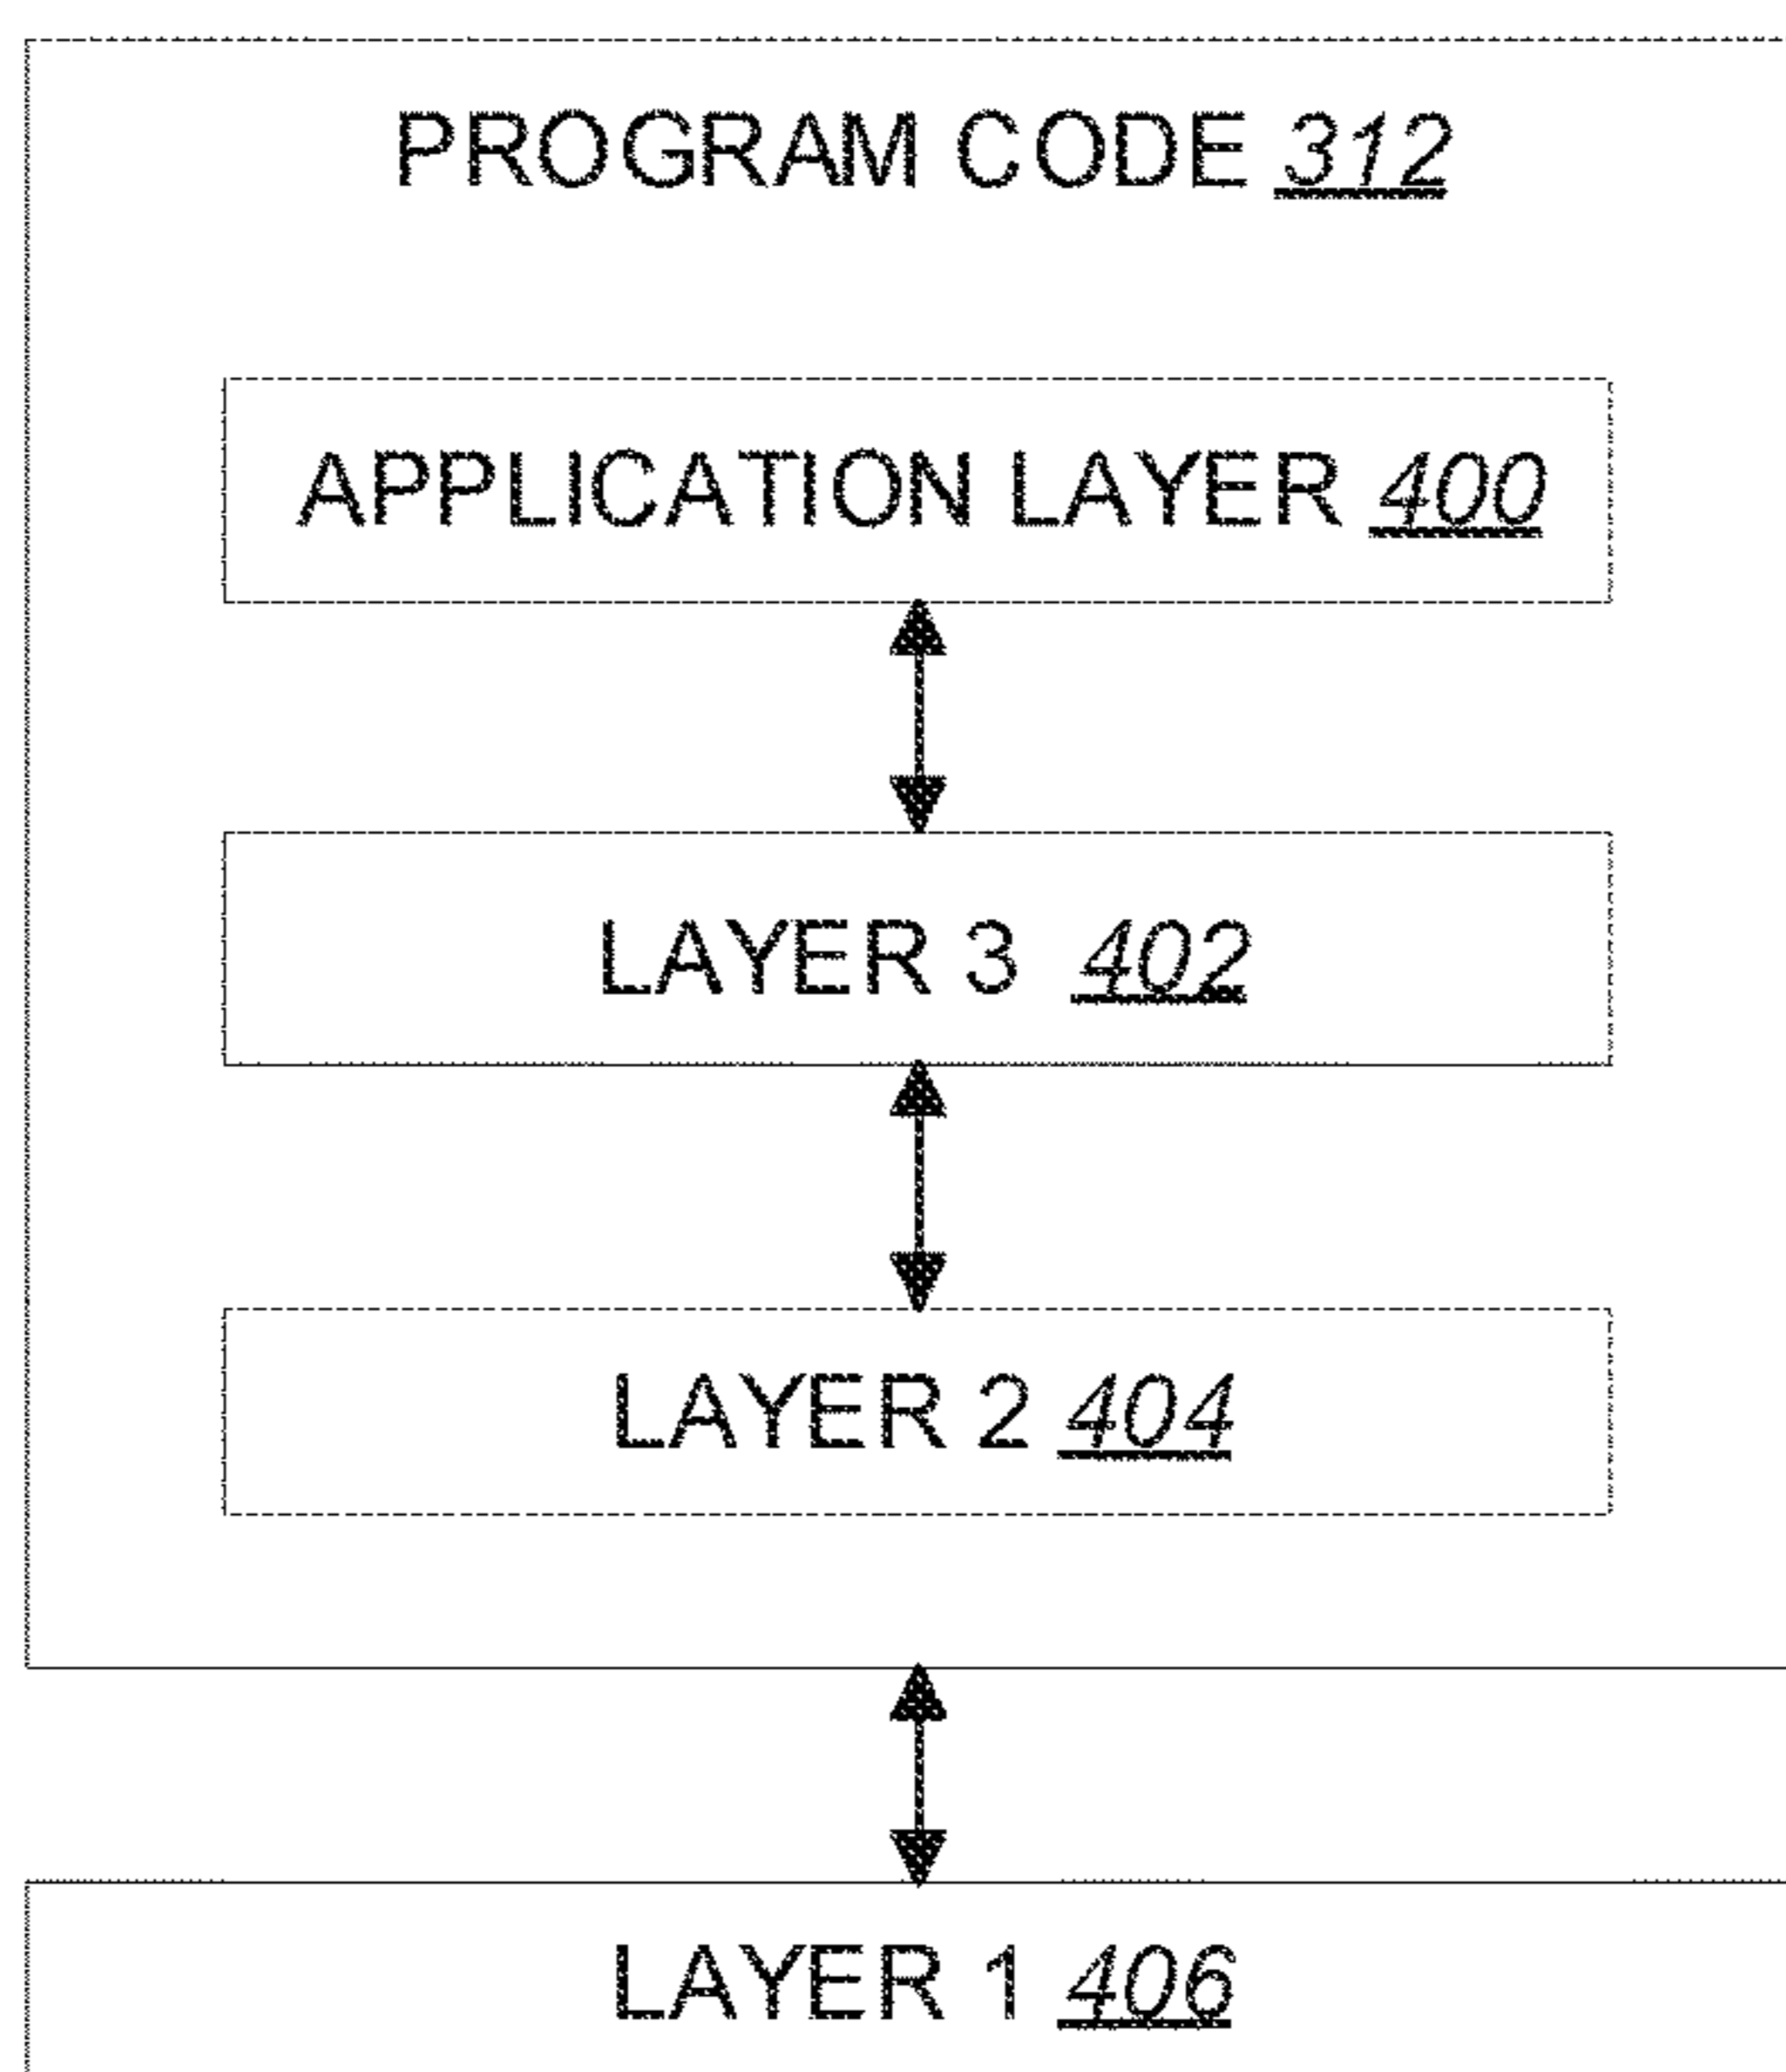 PROGRAM CODE 312
APPLICATION LAYER 400
LAYER 3 402
LAYER 2 404
LAYER 1 406